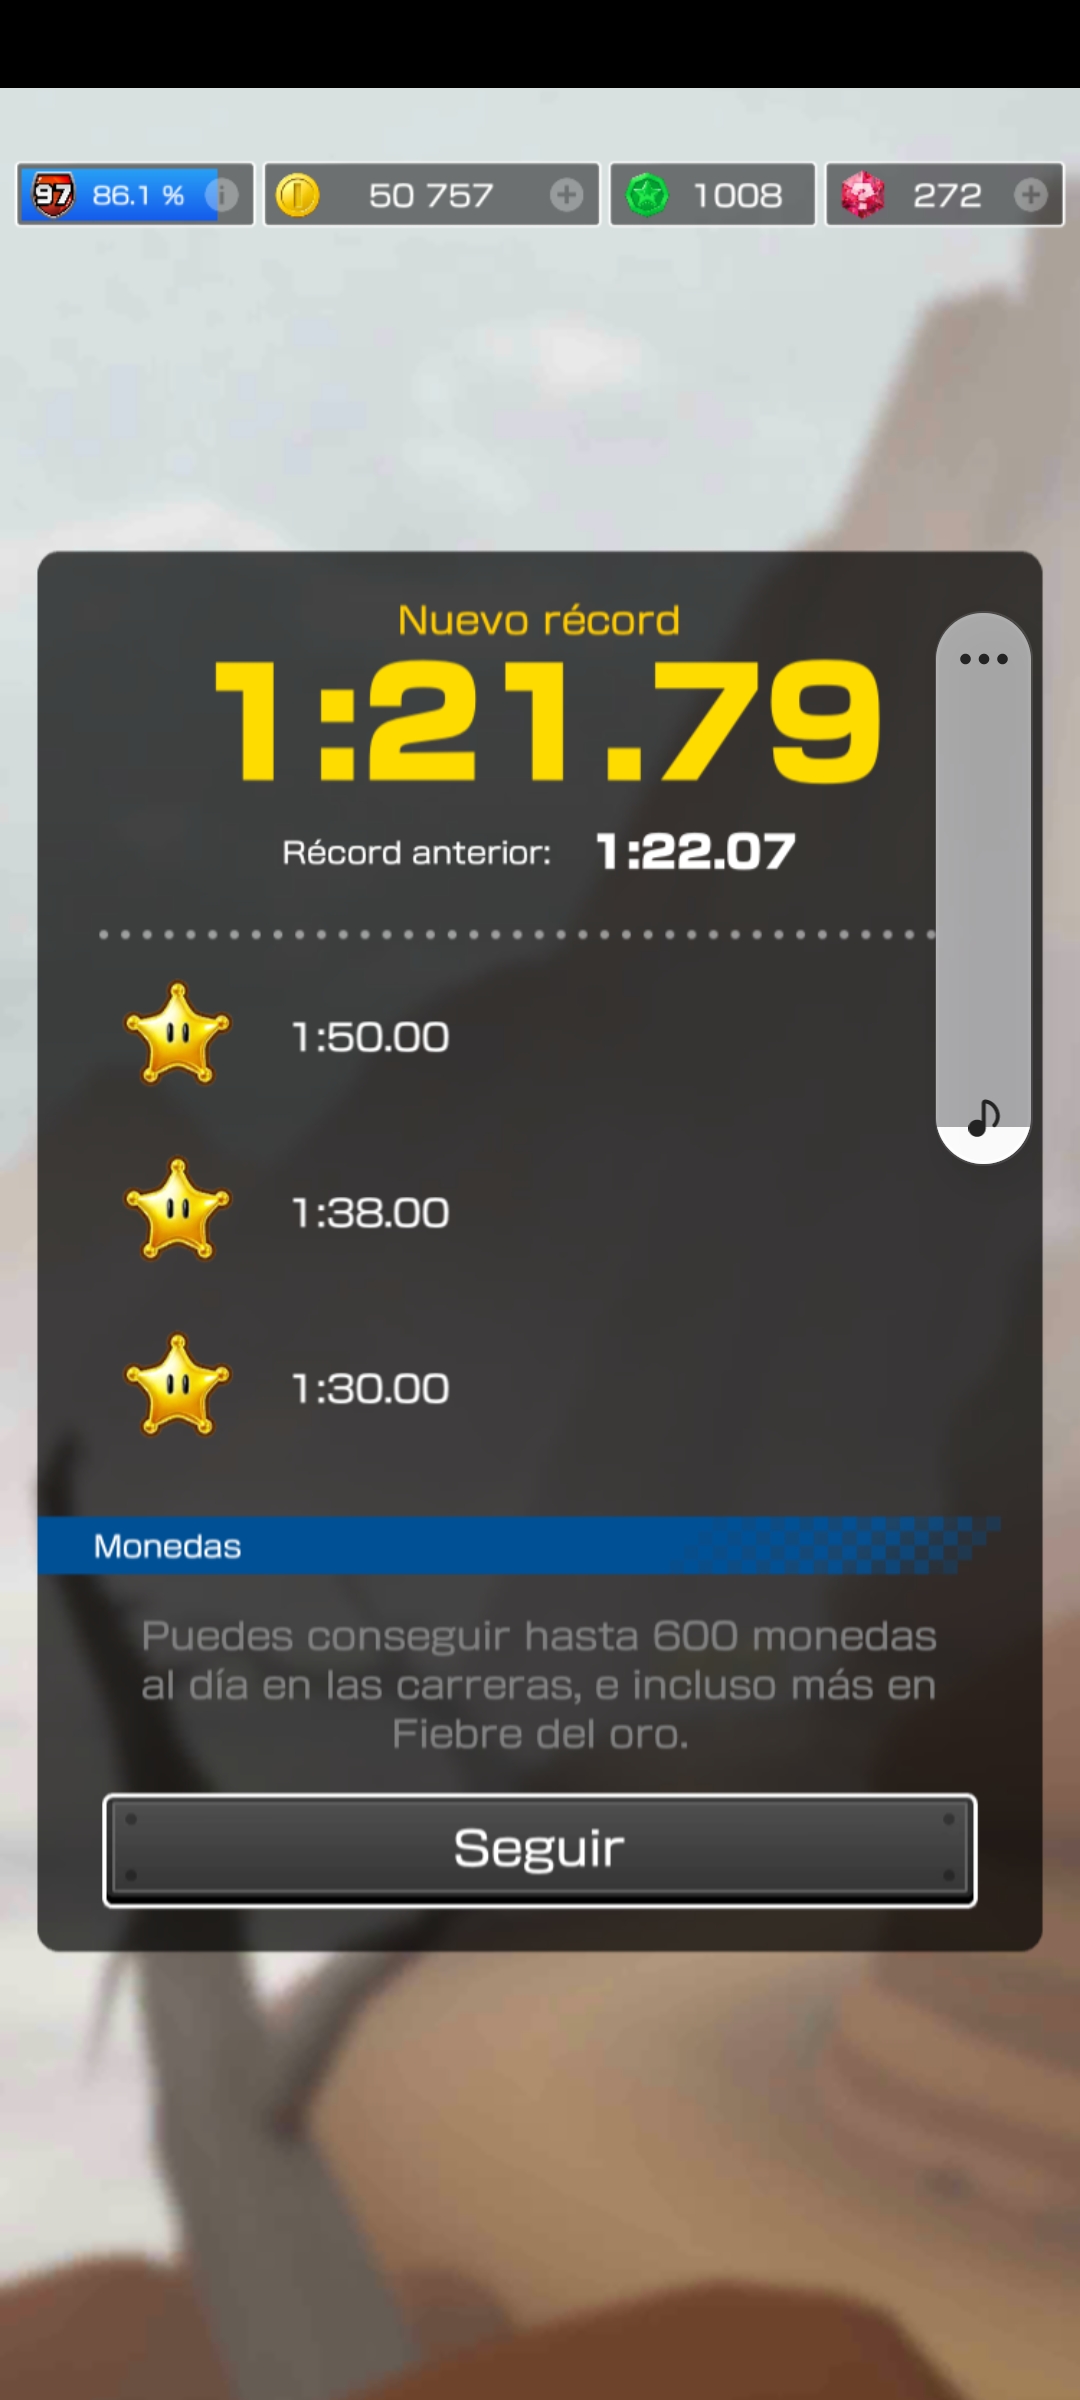 97 86.1 % i 50 757 + 1008 ? 272 +
Nuevo récord
1:21.79
Récord anterior: 1:22.07
1:50.00
1:38.00
1:30.00
Monedas
Puedes conseguir hasta 600 monedas
al día en las carreras, e incluso más en
Fiebre del oro.
Seguir